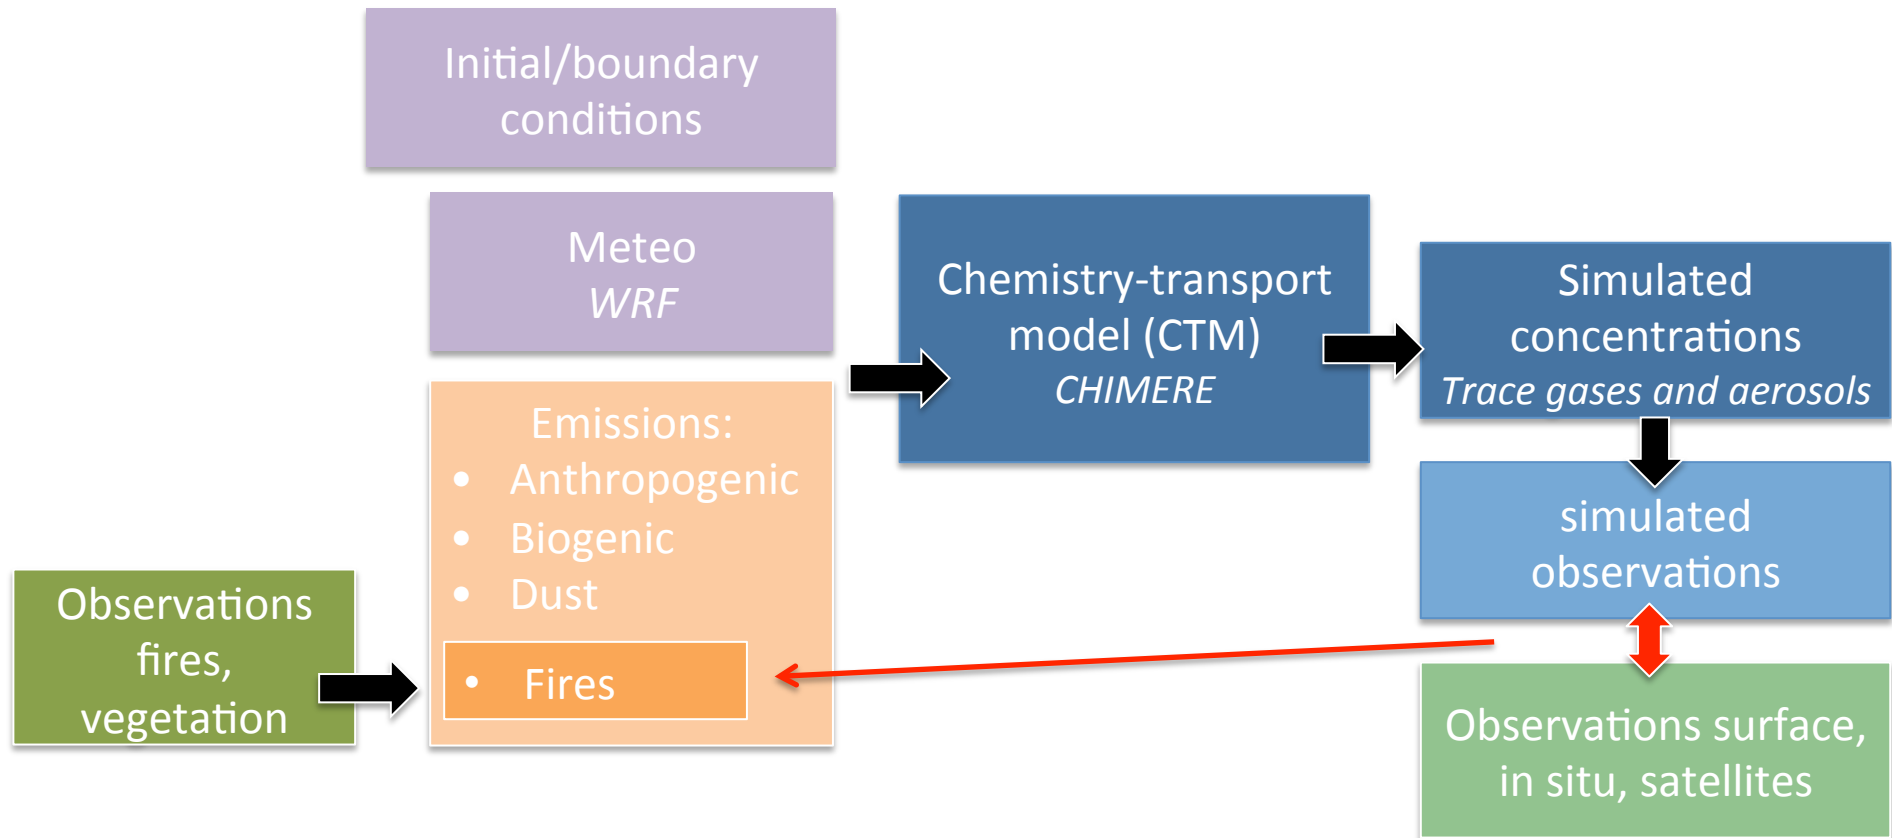 Initial/boundary
conditions
Meteo
WRF
Emissions:
• Anthropogenic
• Biogenic
• Dust
• Fires
Observations
fires,
vegetation
Chemistry-transport
model (CTM)
CHIMERE
Simulated
concentrations
Trace gases and aerosols
simulated
observations
Observations surface,
in situ, satellites